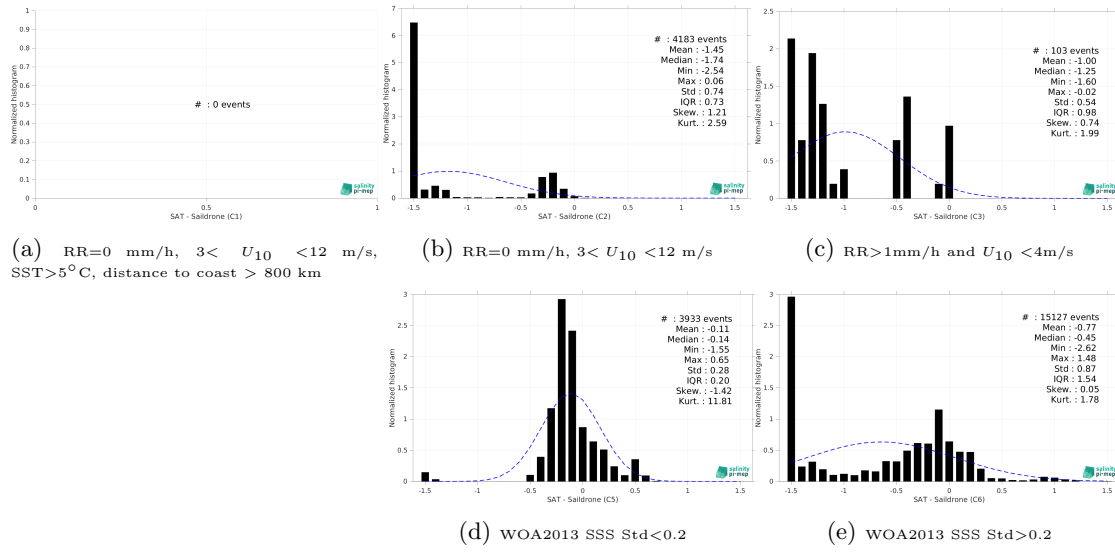 1
0.9
0.8
0.7
0.6
0.5
0.4
0.3
0.2
0.1
0
Normalized histogram
# : 0 events
salinity
pi-mep
0 0.5 1
SAT - Saildrone (C1)
(a) RR=0 mm/h, 3< U10 <12 m/s,
SST>5°C, distance to coast > 800 km
7
6
5
4
3
2
1
0
Normalized histogram
# : 4183 events
Mean : -1.45
Median : -1.74
Min : -2.54
Max : 0.06
Std : 0.74
IQR : 0.73
Skew. : 1.21
Kurt. : 2.59
salinity
pi-mep
-1.5 -1 -0.5 0 0.5 1 1.5
SAT - Saildrone (C2)
(b) RR=0 mm/h, 3< U10 <12 m/s
2.5
2
1.5
1
0.5
0
Normalized histogram
# : 103 events
Mean : -1.00
Median : -1.25
Min : -1.60
Max : -0.02
Std : 0.54
IQR : 0.98
Skew. : 0.74
Kurt. : 1.99
salinity
pi-mep
-1.5 -1 -0.5 0 0.5 1 1.5
SAT - Saildrone (C3)
(c) RR>1mm/h and U10 <4m/s
3
2.5
2
1.5
1
0.5
0
Normalized histogram
# : 3933 events
Mean : -0.11
Median : -0.14
Min : -1.55
Max : 0.65
Std : 0.28
IQR : 0.20
Skew. : -1.42
Kurt. : 11.81
salinity
pi-mep
-1.5 -1 -0.5 0 0.5 1 1.5
SAT - Saildrone (C5)
(d) WOA2013 SSS Std<0.2
3
2.5
2
1.5
1
0.5
0
Normalized histogram
# : 15127 events
Mean : -0.77
Median : -0.45
Min : -2.62
Max : 1.48
Std : 0.87
IQR : 1.54
Skew. : 0.05
Kurt. : 1.78
salinity
pi-mep
-1.5 -1 -0.5 0 0.5 1 1.5
SAT - Saildrone (C6)
(e) WOA2013 SSS Std>0.2